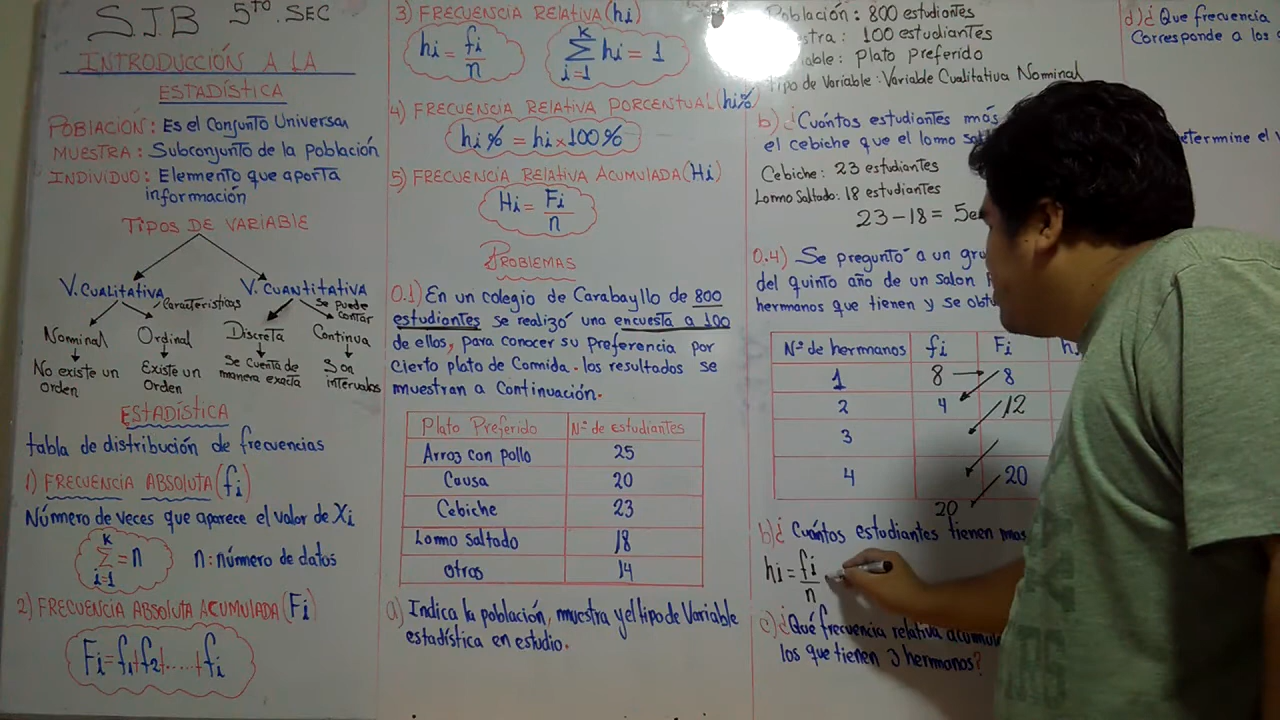 S.J.B 5TO. SEC
INTRODUCCIÓN A LA
ESTADÍSTICA
POBLACIÓN: Es el Conjunto Universal
MUESTRA: Subconjunto de la población
INDIVIDUO: Elemento que aporta
información
TIPOS DE VARIABLE
V. CUALITATIVA V. CUANTITATIVA
Características Se puede
contar
Nominal Ordinal Discreta Continua
No existe un
Orden
Existe un
Orden
Se cuenta de
manera exacta
Son
intervalos
ESTADÍSTICA
tabla de distribución de frecuencias
1) FRECUENCIA ABSOLUTA (fi)
Número de veces que aparece el valor de Xi
k
Σ = n
i=1
n: número de datos
2) FRECUENCIA ABSOLUTA ACUMULADA (Fi)
Fi = f1+f2+.....+fi
3) FRECUENCIA RELATIVA (hi)
hi = fi/n
k
Σ hi = 1
i=1
4) FRECUENCIA RELATIVA PORCENTUAL (hi%)
hi% = hi x 100%
5) FRECUENCIA RELATIVA ACUMULADA (Hi)
Hi = Fi/n
PROBLEMAS
0.1) En un colegio de Carabayllo de 800
estudiantes se realizó una encuesta a 100
de ellos, para conocer su preferencia por
cierto plato de Comida. los resultados se
muestran a Continuación.
Plato Preferido N° de estudiantes
Arroz con pollo 25
Causa 20
Cebiche 23
Lomo saltado 18
otros 14
a) Indica la población, muestra y el tipo de Variable
estadística en estudio.
Población: 800 estudiantes
: 100 estudiantes
: Plato Preferido
Tipo de Variable: Variable Cualitativa Nominal
b) ¿Cuántos estudiantes más
el cebiche que el lomo
Cebiche: 23 estudiantes
Lomo Saltado: 18 estudiantes
23-18 = 5
0.4) Se preguntó a un
del quinto año de un salon
hermanos que tienen y se
N° de hermanos fi Fi
1 8 8
2 4 12
3
4 20
20
b) ¿Cuántos estudiantes tienen mas
hi = fi/n
c) ¿Qué frecuencia relativa
los que tienen 3 hermanos?
d) ¿Que frecuencia
Corresponde a los
etermine el